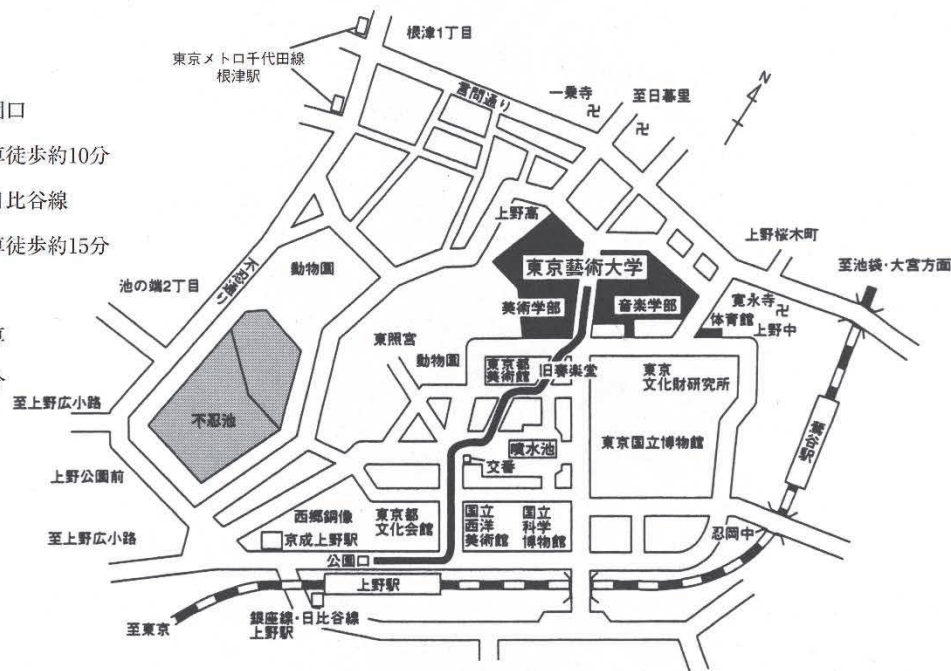 園口
車徒歩約10分
日比谷線
車徒歩約15分
根津1丁目
東京メトロ千代田線
根津駅
言問通り
一乗寺
至日暮里
N
上野高
上野桜木町
東京藝術大学
至池袋・大宮方面
動物園
不忍通り
池の端2丁目
美術学部
音楽学部
寛永寺
体育館
上野中
東照宮
動物園
東京都
美術館
旧奏楽堂
東京
文化財研究所
至上野広小路
不忍池
噴水池
交番
東京国立博物館
鶯谷駅
上野公園前
西郷銅像
東京都
文化会館
国立
西洋
美術館
国立
科学
博物館
至上野広小路
京成上野駅
忍岡中
公園口
上野駅
至東京
銀座線・日比谷線
上野駅